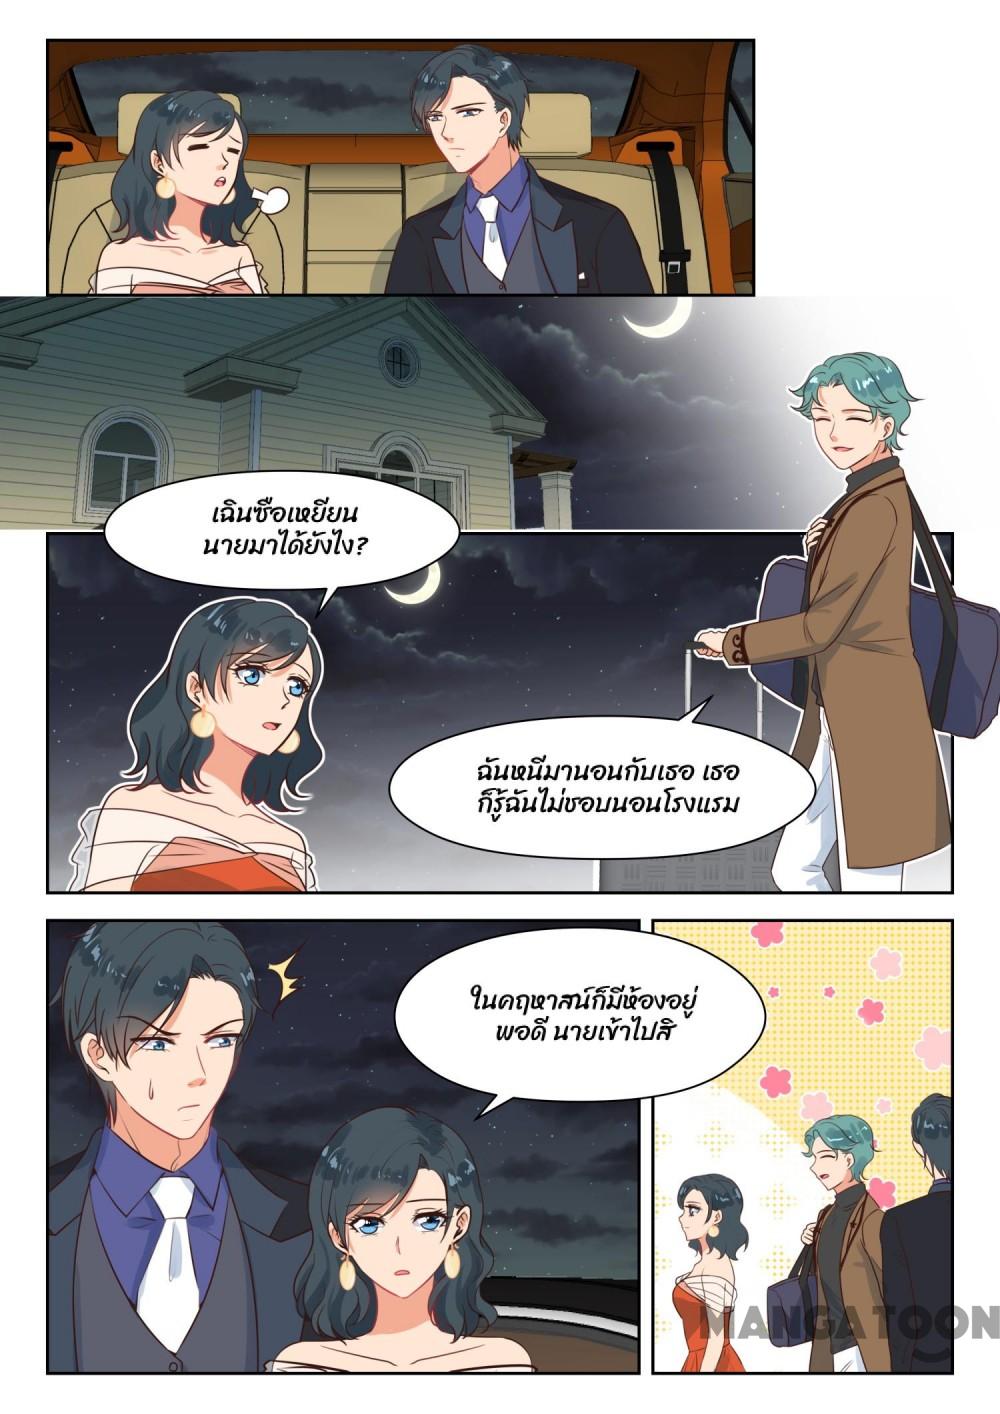 เฉินซือเหยียน
นายมาได้ยังไง?
ฉันหนีมานอนกับเธอ เธอ
ก็รู้ฉันไม่ชอบนอนโรงแรม
ในคฤหาสน์ก็มีห้องอยู่
พอดี นายเข้าไปสิ
MANGATOON